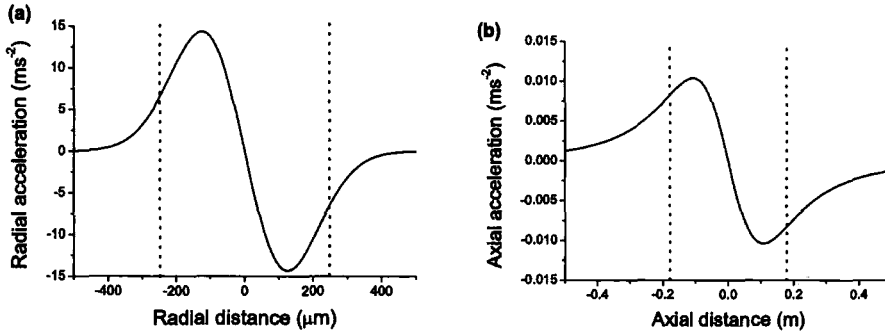 (a)
15
10
5
0
-5
-10
-15
Radial acceleration (ms-2)
-400 -200 0 200 400
Radial distance (μm)
(b)
0.015
0.010
0.005
0.000
-0.005
-0.010
-0.015
Axial acceleration (ms-2)
-0.4 -0.2 0.0 0.2 0.4
Axial distance (m)